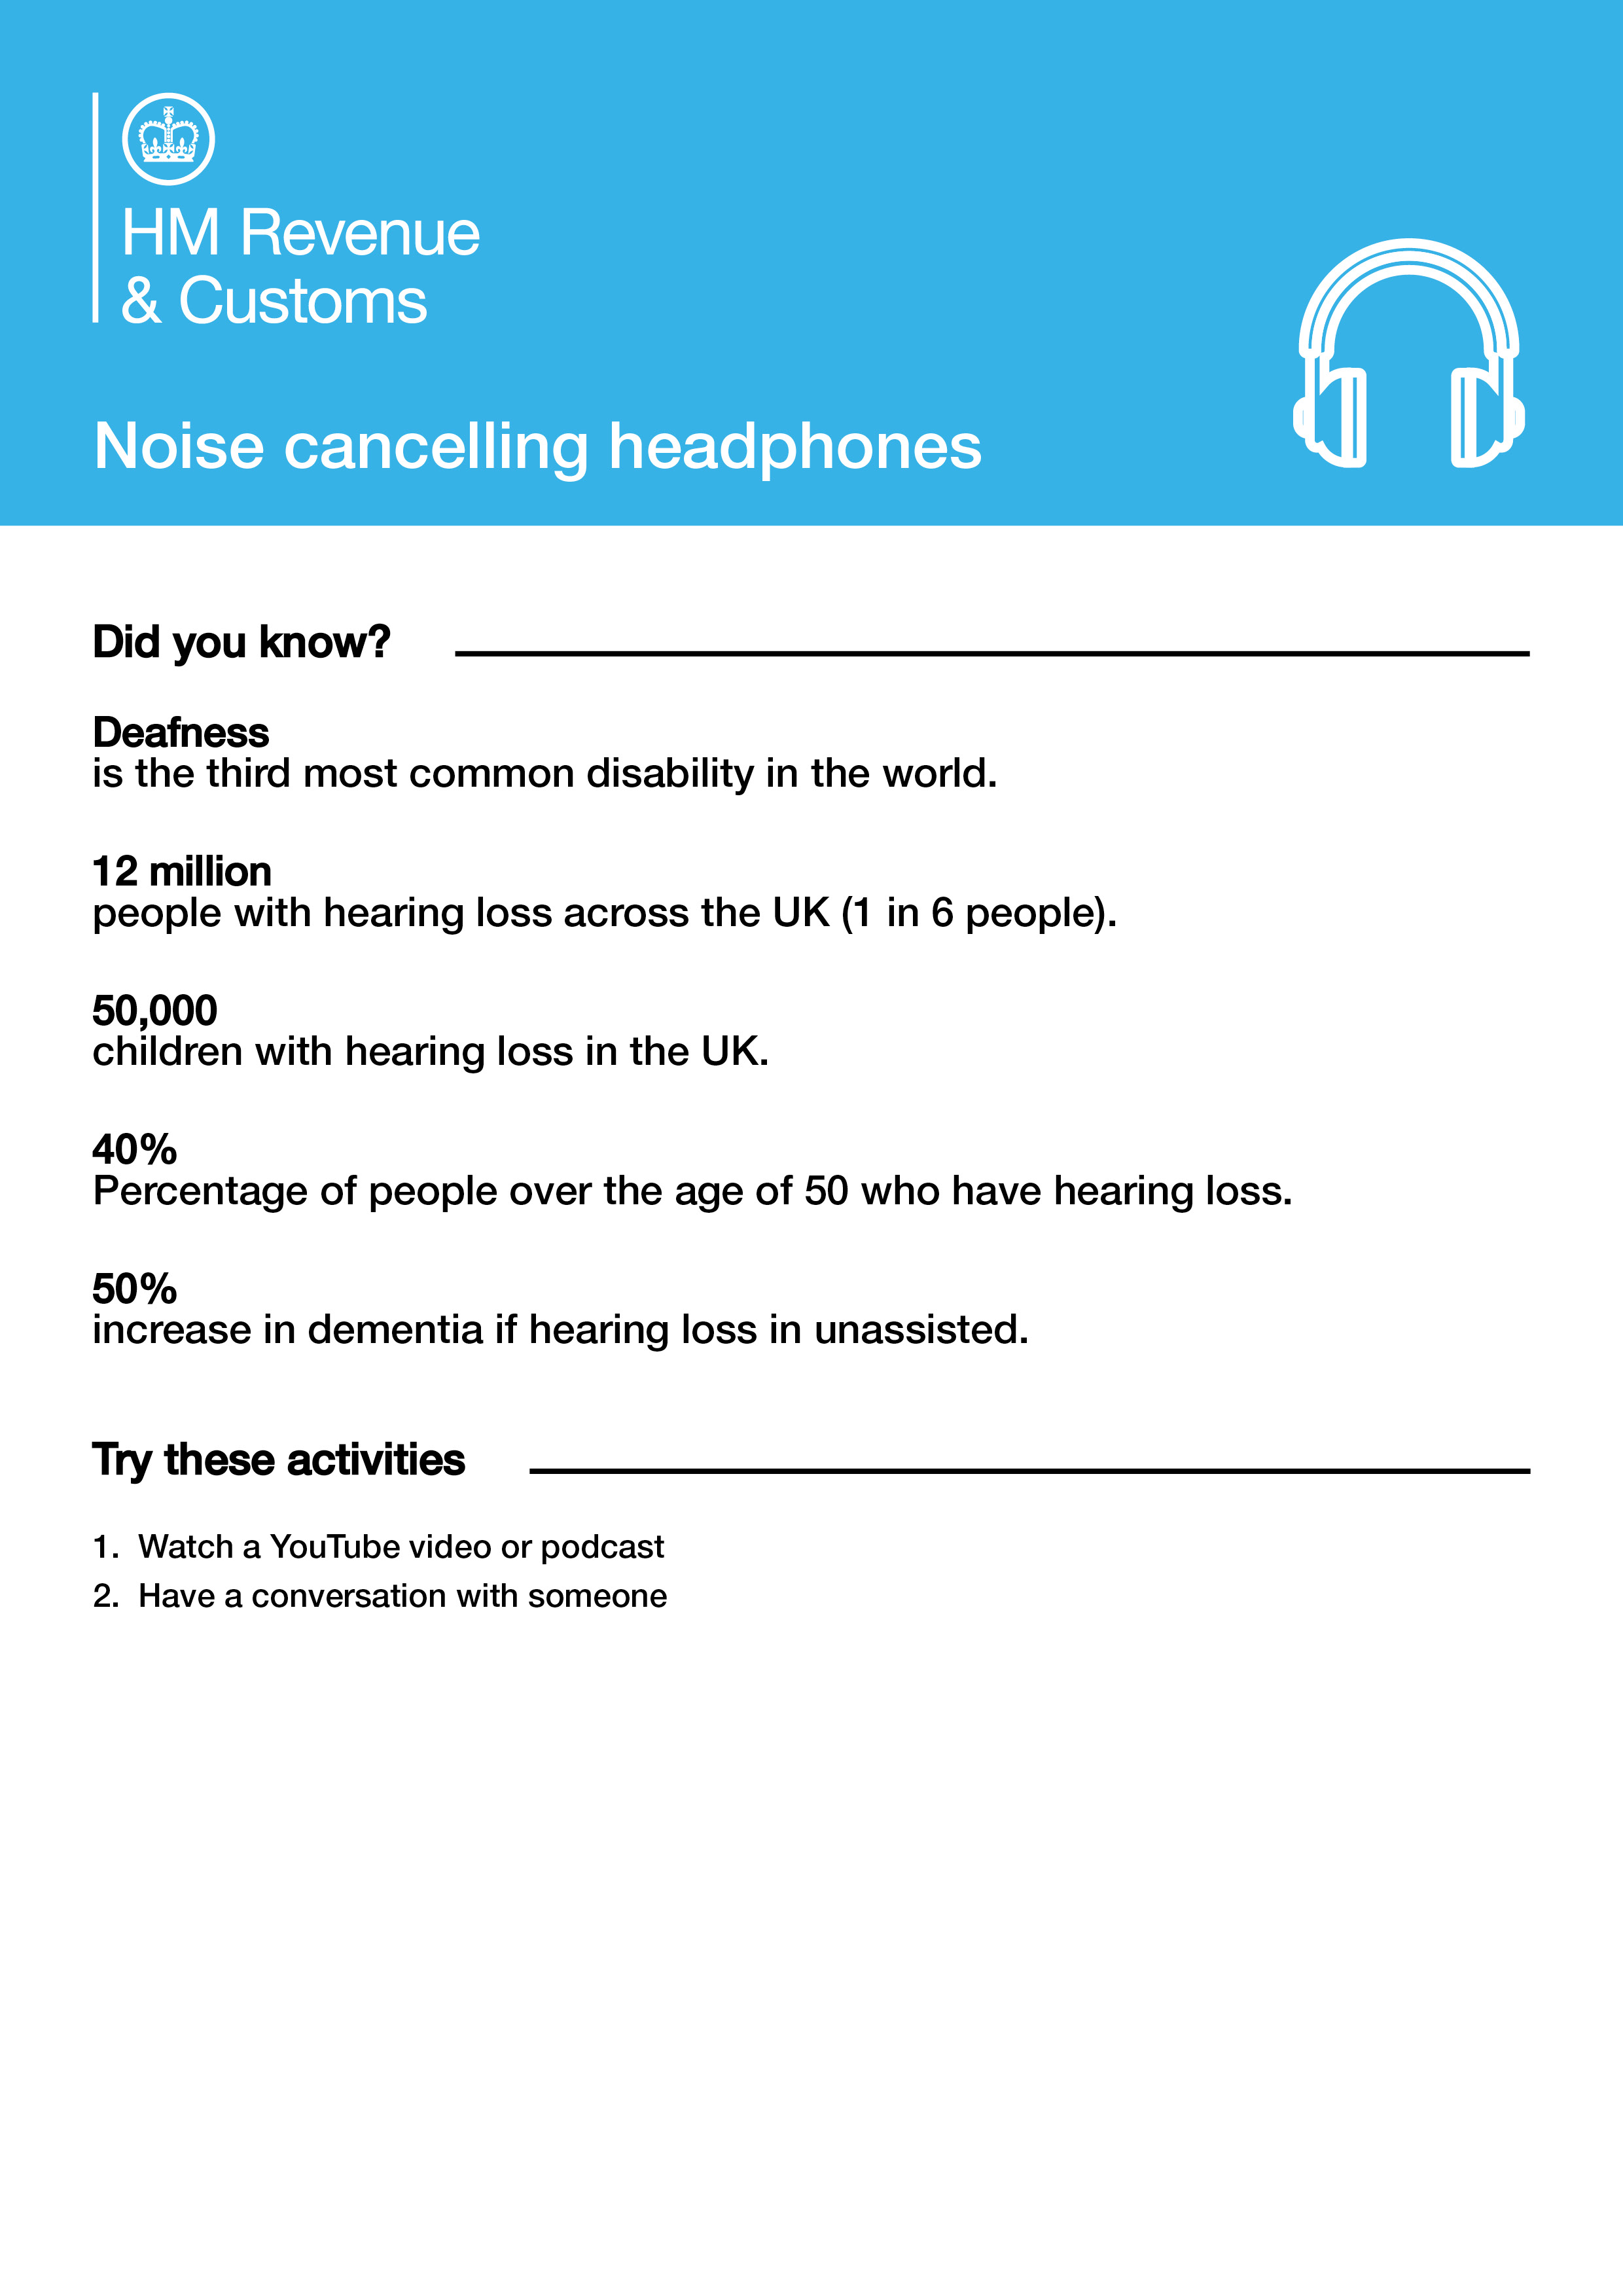 HM Revenue
& Customs
Noise cancelling headphones
Did you know?
Deafness
is the third most common disability in the world.
12 million
people with hearing loss across the UK (1 in 6 people).
50,000
children with hearing loss in the UK.
40%
Percentage of people over the age of 50 who have hearing loss.
50%
increase in dementia if hearing loss in unassisted.
Try these activities
1. Watch a YouTube video or podcast
2. Have a conversation with someone